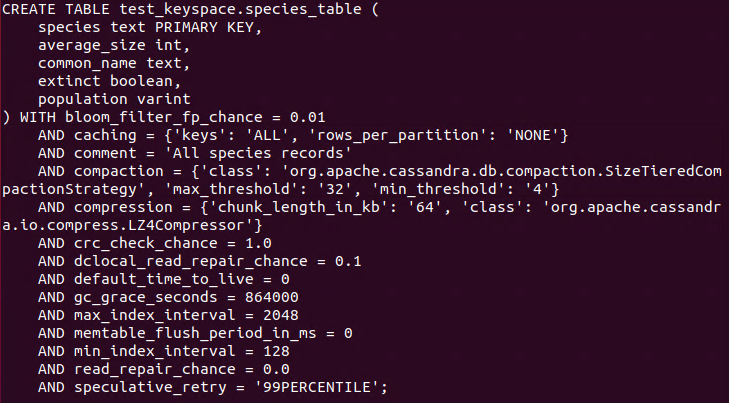 CREATE TABLE test_keyspace.species_table (
    species text PRIMARY KEY,
    average_size int,
    common_name text,
    extinct boolean,
    population varint
) WITH bloom_filter_fp_chance = 0.01
    AND caching = {'keys': 'ALL', 'rows_per_partition': 'NONE'}
    AND comment = 'All species records'
    AND compaction = {'class': 'org.apache.cassandra.db.compaction.SizeTieredCom
pactionStrategy', 'max_threshold': '32', 'min_threshold': '4'}
    AND compression = {'chunk_length_in_kb': '64', 'class': 'org.apache.cassandr
a.io.compress.LZ4Compressor'}
    AND crc_check_chance = 1.0
    AND dclocal_read_repair_chance = 0.1
    AND default_time_to_live = 0
    AND gc_grace_seconds = 864000
    AND max_index_interval = 2048
    AND memtable_flush_period_in_ms = 0
    AND min_index_interval = 128
    AND read_repair_chance = 0.0
    AND speculative_retry = '99PERCENTILE';